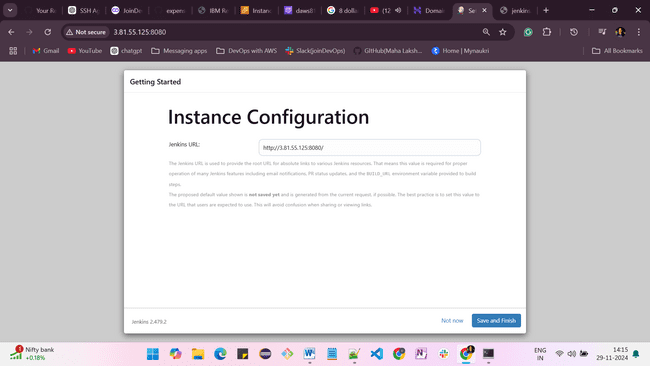 Your Re
SSH Ag
JoinDe
expens
IBM Re
Instanc
daws81
8 dolla
(12
Domai
Se
jenkin
Not secure
3.81.55.125:8080
Gmail
YouTube
chatgpt
Messaging apps
DevOps with AWS
Slack(JoinDevOps)
GitHub(Maha Laksh...
Home | Mynaukri
All Bookmarks
Getting Started
Instance Configuration
Jenkins URL:
http://3.81.55.125:8080/
The Jenkins URL is used to provide the root URL for absolute links to various Jenkins resources. That means this value is required for proper
operation of many Jenkins features including email notifications, PR status updates, and the BUILD_URL environment variable provided to build
steps.
The proposed default value shown is not saved yet and is generated from the current request, if possible. The best practice is to set this value to
the URL that users are expected to use. This will avoid confusion when sharing or viewing links.
Jenkins 2.479.2
Not now
Save and Finish
Nifty bank
+0.18%
ENG
IN
14:15
29-11-2024